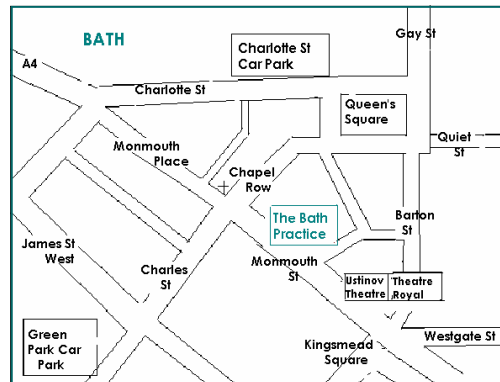 BATH
Gay St
Charlotte St
Car Park
A4
Charlotte St
Queen's
Square
Quiet
St
Monmouth
Place
Chapel
Row
The Bath
Practice
Barton
St
James St
West
Charles
St
Monmouth
St
Ustinov
Theatre
Theatre
Royal
Green
Park Car
Park
Kingsmead
Square
Westgate St